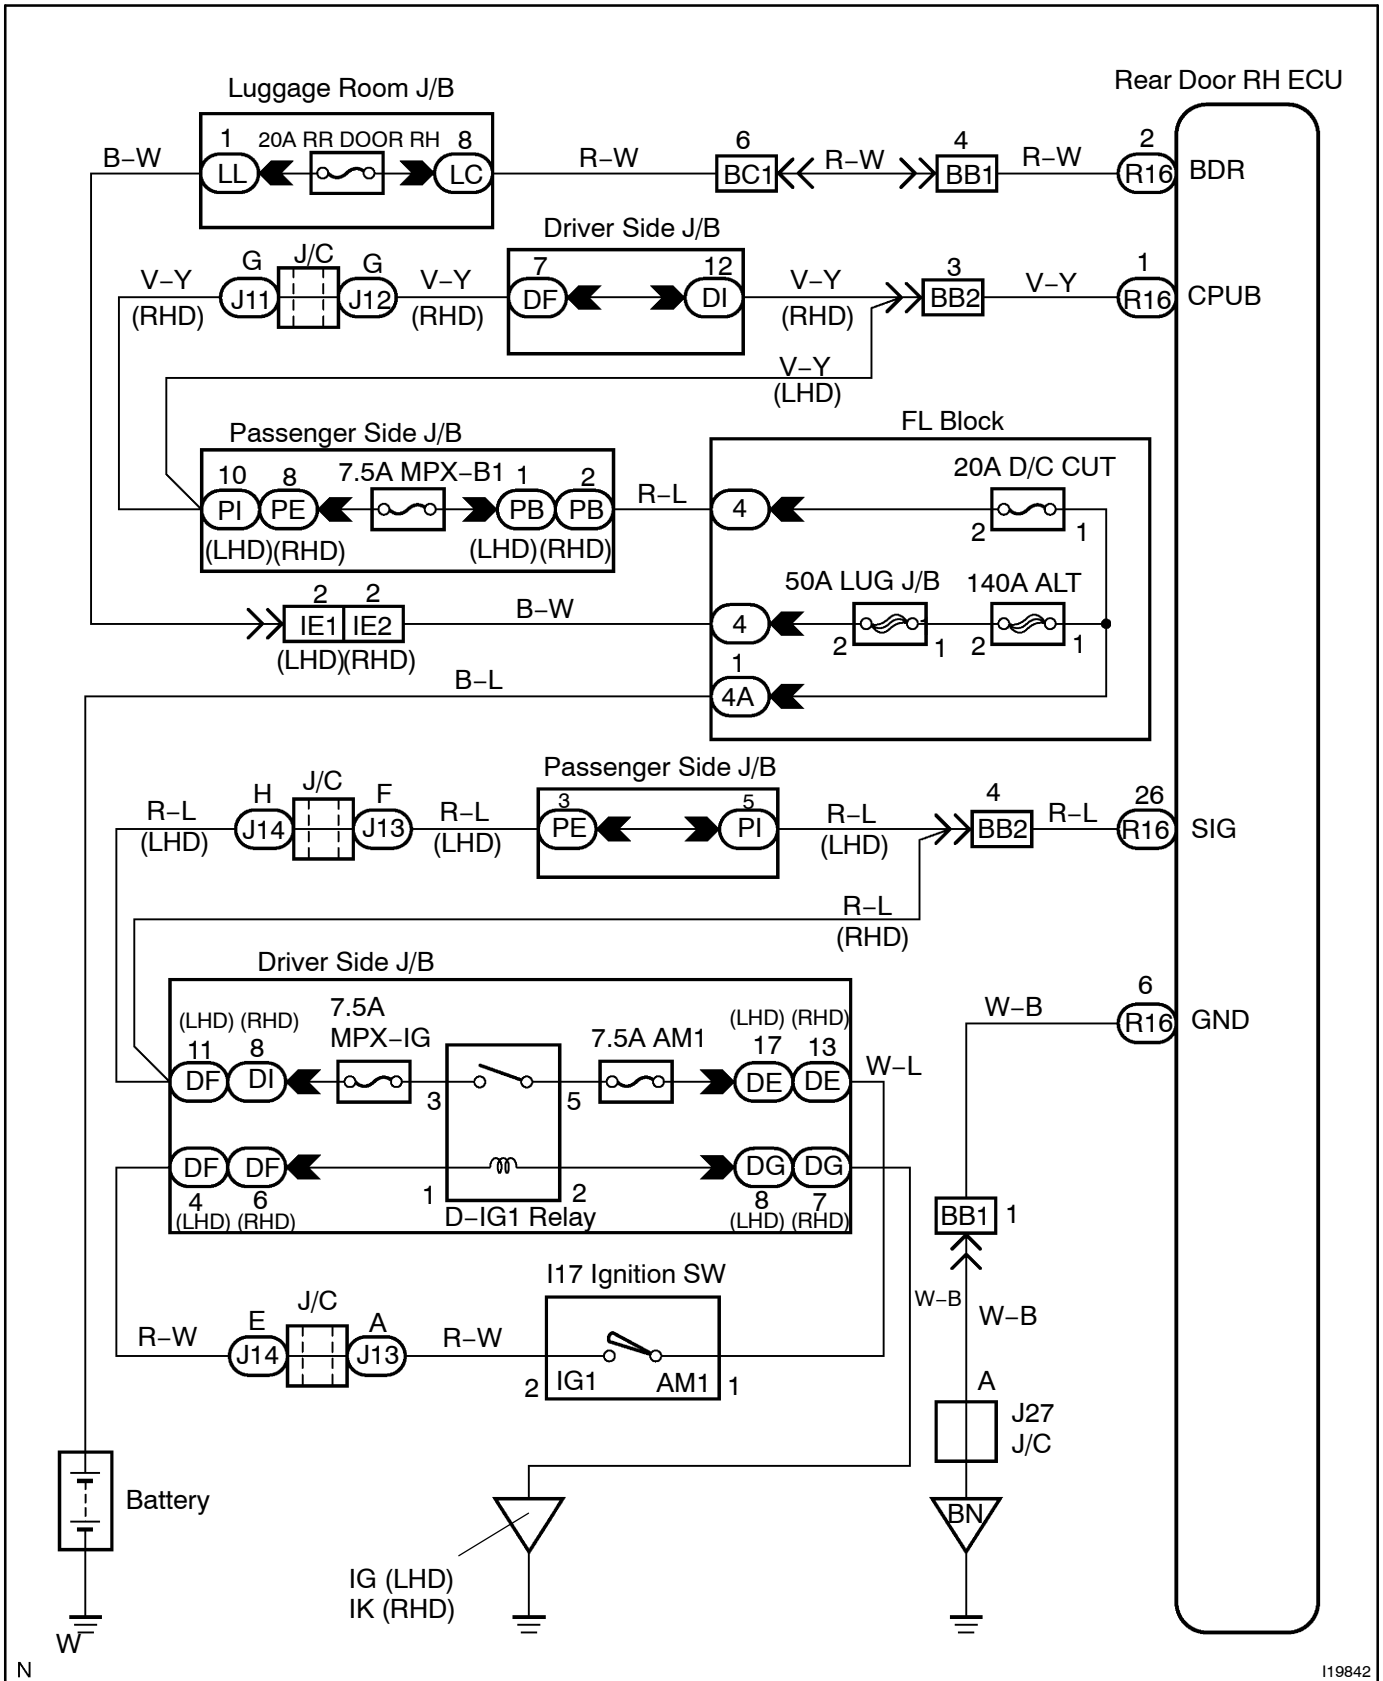 Rear Door RH ECU
Luggage Room J/B
1 20A RR DOOR RH 8
B–W LL LC R–W
6 4 2
BC1 R–W BB1 R–W R16 BDR
Driver Side J/B
G J/C G 7 12 3 1
V–Y J11 J12 V–Y DF DI V–Y BB2 V–Y R16 CPUB
(RHD) (RHD) (RHD)
V–Y
(LHD)
FL Block
Passenger Side J/B
10 8 7.5A MPX–B1 1 2
PI PE PB PB R–L 4
(LHD)(RHD) (LHD)(RHD)
20A D/C CUT
2 1
50A LUG J/B 140A ALT
2 1 2 1
2 2
IE1 IE2 B–W 4
(LHD)(RHD)
1
B–L 4A
Passenger Side J/B
H J/C F 3 5 4 26
R–L J14 J13 R–L PE PI R–L BB2 R–L R16 SIG
(LHD) (LHD) (LHD)
R–L
(RHD)
Driver Side J/B
(LHD) (RHD) 7.5A (LHD) (RHD)
11 8 MPX–IG 7.5A AM1 17 13
DF DI 3 5 DE DE W–L
DF DF 1 2 DG DG
4 6 8 7
(LHD) (RHD) D–IG1 Relay (LHD) (RHD)
6
W–B R16 GND
BB1 1
W–B W–B
I17 Ignition SW
E J/C A
R–W J14 J13 R–W
2 IG1 AM1 1
A
J27
J/C
Battery
BN
IG (LHD)
IK (RHD)
W
N I19842